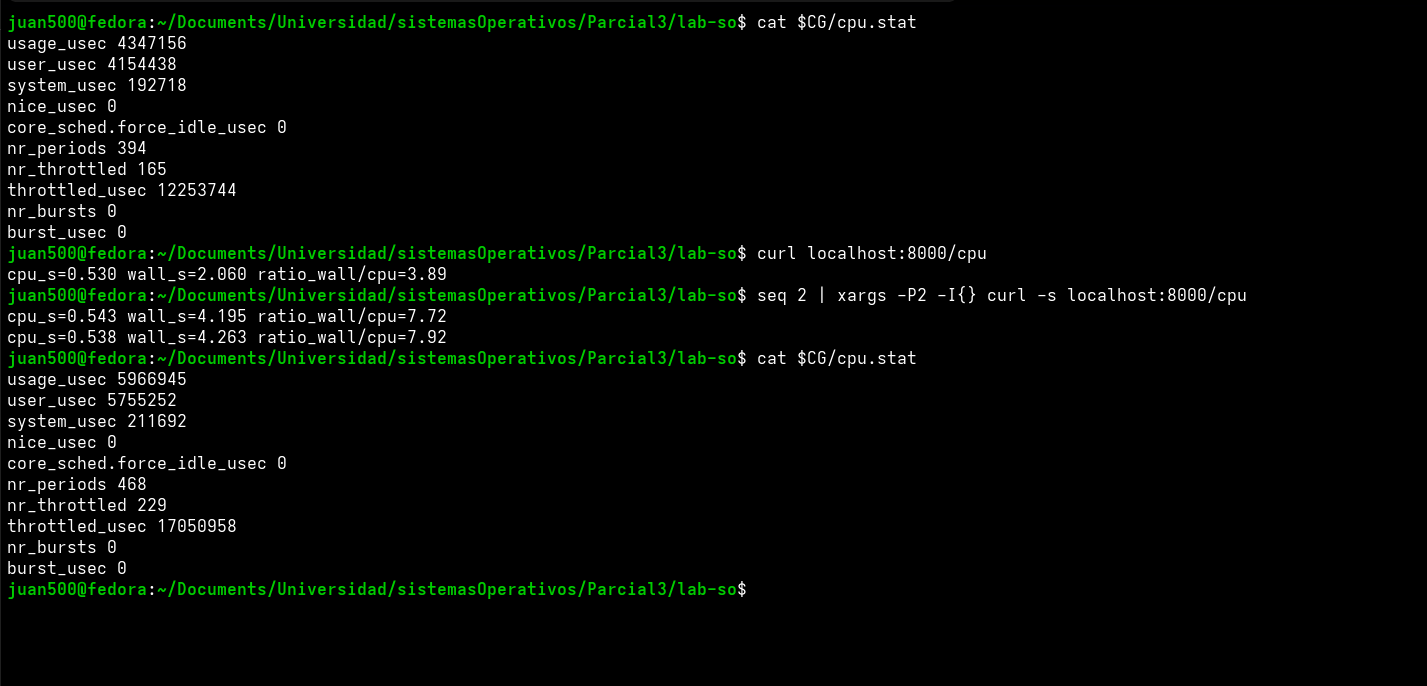 juan500@fedora:~/Documents/Universidad/sistemasOperativos/Parcial3/lab-so$ cat $CG/cpu.stat
usage_usec 4347156
user_usec 4154438
system_usec 192718
nice_usec 0
core_sched.force_idle_usec 0
nr_periods 394
nr_throttled 165
throttled_usec 12253744
nr_bursts 0
burst_usec 0
juan500@fedora:~/Documents/Universidad/sistemasOperativos/Parcial3/lab-so$ curl localhost:8000/cpu
cpu_s=0.530 wall_s=2.060 ratio_wall/cpu=3.89
juan500@fedora:~/Documents/Universidad/sistemasOperativos/Parcial3/lab-so$ seq 2 | xargs -P2 -I{} curl -s localhost:8000/cpu
cpu_s=0.543 wall_s=4.195 ratio_wall/cpu=7.72
cpu_s=0.538 wall_s=4.263 ratio_wall/cpu=7.92
juan500@fedora:~/Documents/Universidad/sistemasOperativos/Parcial3/lab-so$ cat $CG/cpu.stat
usage_usec 5966945
user_usec 5755252
system_usec 211692
nice_usec 0
core_sched.force_idle_usec 0
nr_periods 468
nr_throttled 229
throttled_usec 17050958
nr_bursts 0
burst_usec 0
juan500@fedora:~/Documents/Universidad/sistemasOperativos/Parcial3/lab-so$